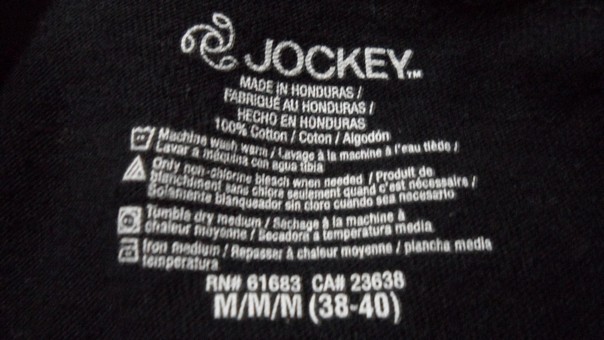 JOCKEY™
MADE IN HONDURAS /
FABRIQUÉ AU HONDURAS /
HECHO EN HONDURAS
100% Cotton / Coton / Algodón
Machine wash warm / Lavage à la machine à l'eau tiède /
Lavar a máquina con agua tibia
Only non-chlorine bleach when needed / Produit de
blanchiment sans chlore seulement quand c'est nécessaire /
Solamente blanqueador sin cloro cuando sea necesario
Tumble dry medium / Séchage à la machine à
chaleur moyenne / Secadora a temperatura media
Iron medium / Repasser à chaleur moyenne / plancha media
temperatura
RN# 61683 CA# 23638
M/M/M (38-40)